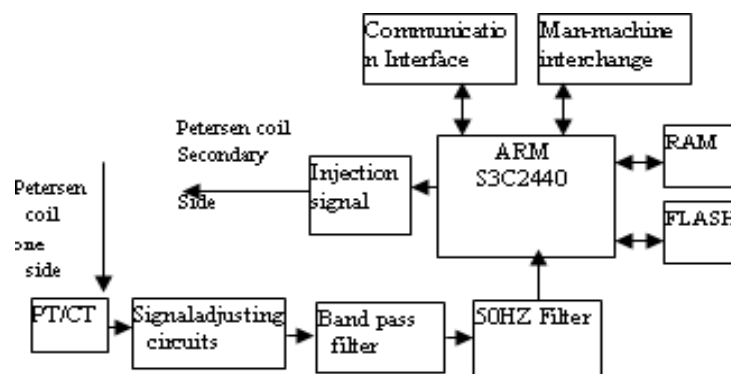 Communicatio
n Interface
Man-machine
interchange
Petersen coil
Secondary
Side
Injection
signal
ARM
S3C2440
RAM
FLASH
Petersen
coil
one
side
PT/CT
Signaladjusting
circuits
Band pass
filter
50HZ Filter